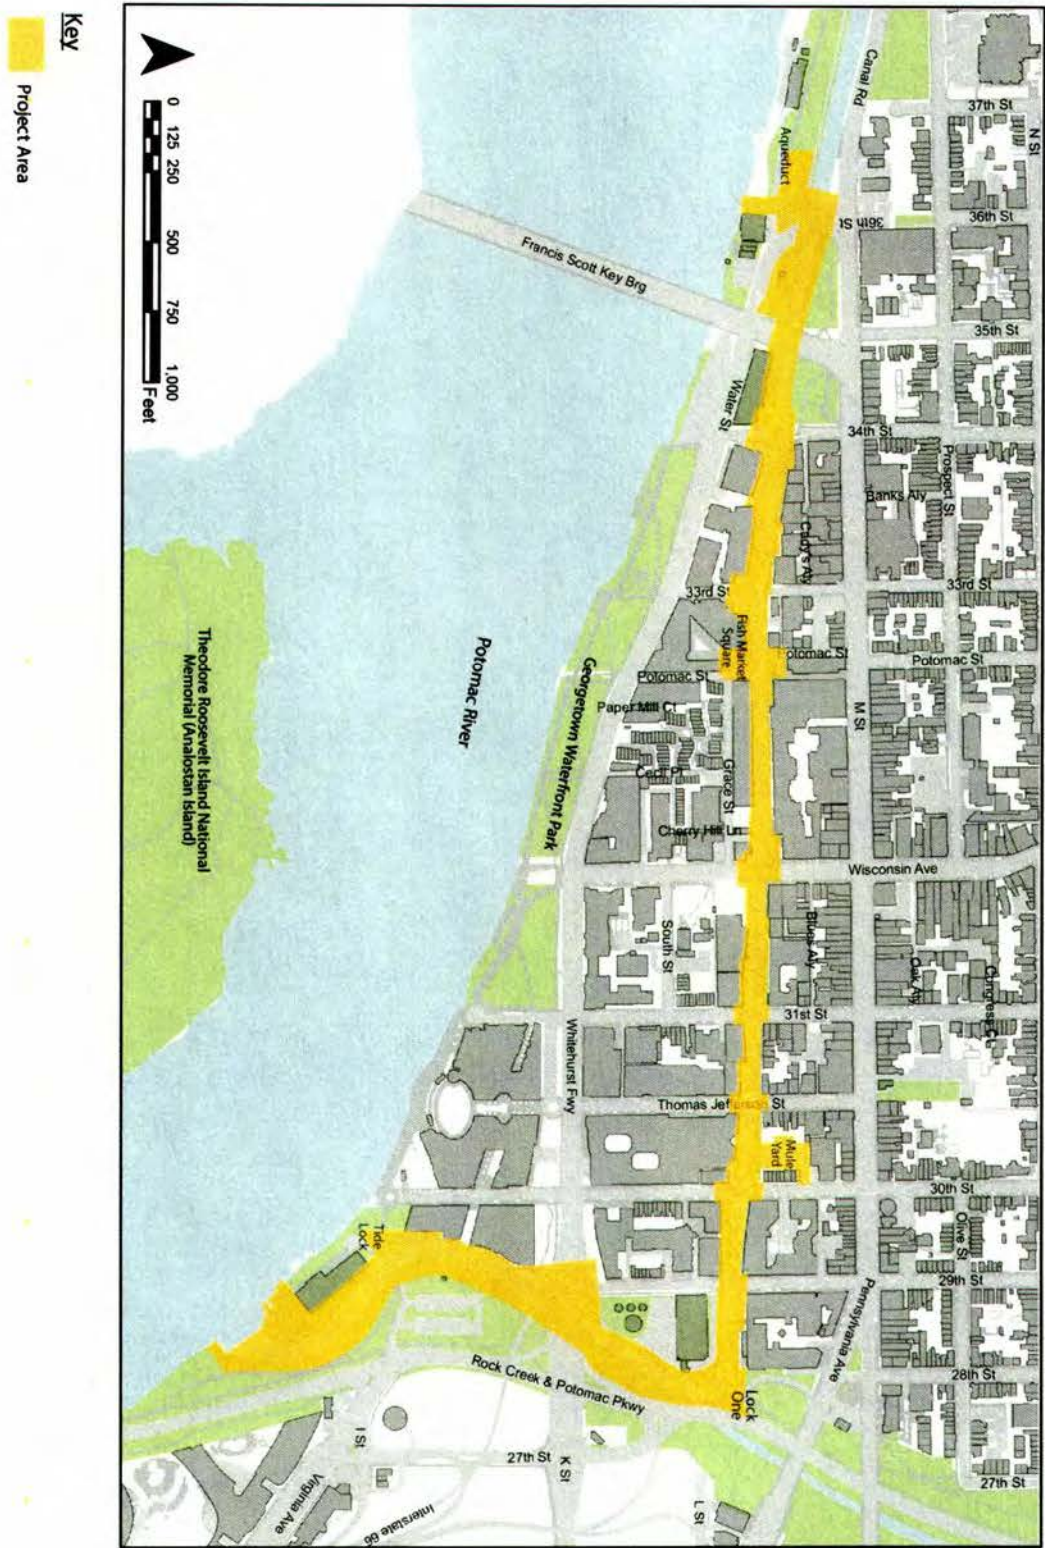 Key
Project Area
0 125 250 500 750 1,000
Feet
N St
37th St
36th St
35th St
Canal Rd
36th St
Aqueduct
Francis Scott Key Brg
Water St
34th St
Prospect St
Banks Aly
Cady's Aly
33rd St
33rd St
Fish Market
Square
otomac St
Potomac St
Potomac St
M St
Paper Mill Ct
Cecil Pl
Grace St
Cherry Hill Ln
Wisconsin Ave
Potomac River
Georgetown Waterfront Park
Theodore Roosevelt Island National
Nemorial (Analostan Island)
South St
Blues Aly
Oak Aly
Congress Ct
31st St
Whitehurst Fwy
Thomas Jefferson St
Mule
Yard
30th St
Olive St
29th St
Tide
Lock
Pennsylvania Ave
28th St
Lock
One
Rock Creek & Potomac Pkwy
27th St
27th St
I St
K St
L St
Virginia Ave
Interstate 66